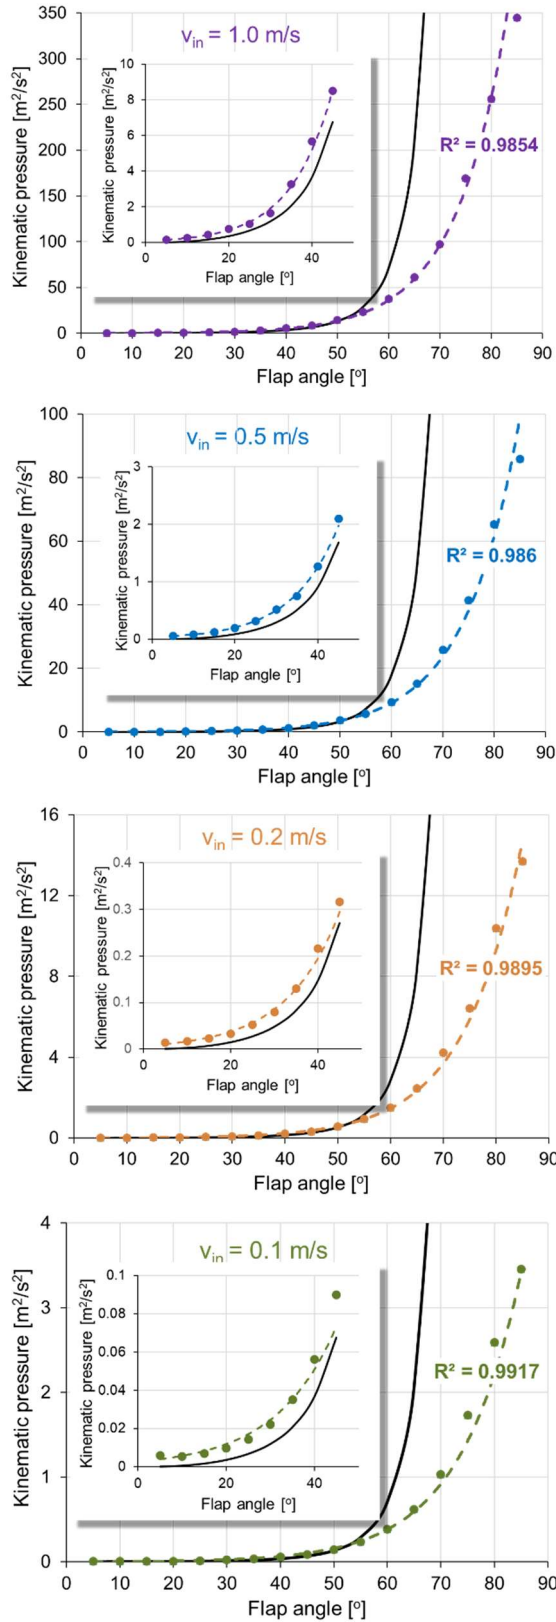 v_in = 1.0 m/s
Kinematic pressure [m²/s²]
350
300
250
200
150
100
50
0
Kinematic pressure [m²/s²]
10
8
6
4
2
0
0 20 40
Flap angle [°]
R² = 0.9854
0 10 20 30 40 50 60 70 80 90
Flap angle [°]
v_in = 0.5 m/s
Kinematic pressure [m²/s²]
100
80
60
40
20
0
Kinematic pressure [m²/s²]
3
2
1
0
0 20 40
Flap angle [°]
R² = 0.986
0 10 20 30 40 50 60 70 80 90
Flap angle [°]
v_in = 0.2 m/s
Kinematic pressure [m²/s²]
16
12
8
4
0
Kinematic pressure [m²/s²]
0.4
0.3
0.2
0.1
0
0 20 40
Flap angle [°]
R² = 0.9895
0 10 20 30 40 50 60 70 80 90
Flap angle [°]
v_in = 0.1 m/s
Kinematic pressure [m²/s²]
4
3
2
1
0
Kinematic pressure [m²/s²]
0.1
0.08
0.06
0.04
0.02
0
0 20 40
Flap angle [°]
R² = 0.9917
0 10 20 30 40 50 60 70 80 90
Flap angle [°]